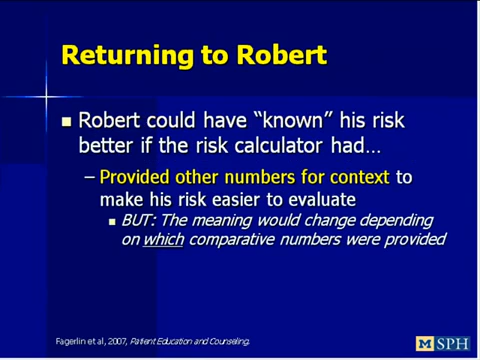 Returning to Robert
■ Robert could have “known” his risk
better if the risk calculator had…
– Provided other numbers for context to
make his risk easier to evaluate
■ BUT: The meaning would change depending
on which comparative numbers were provided
Fagerlin et al, 2007, Patient Education and Counseling.
M SPH